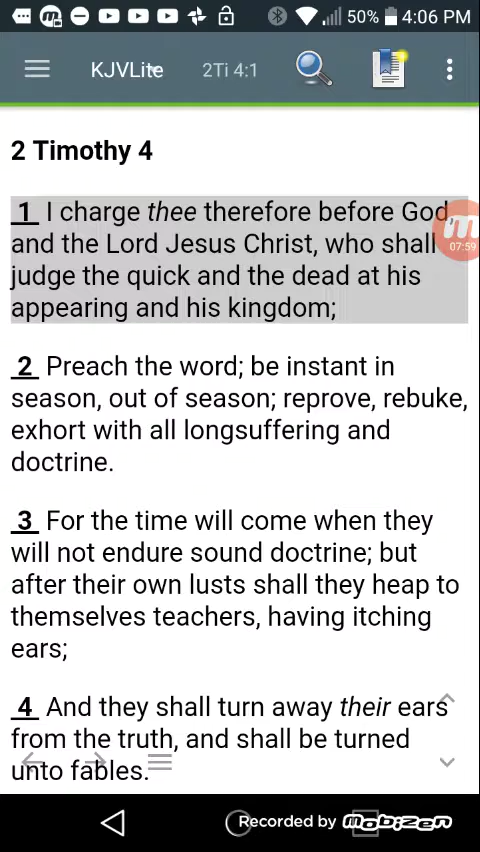 50% 4:06 PM
KJVLite 2Ti 4:1
2 Timothy 4
1 I charge thee therefore before God,
and the Lord Jesus Christ, who shall
judge the quick and the dead at his
appearing and his kingdom;
07:59
2 Preach the word; be instant in
season, out of season; reprove, rebuke,
exhort with all longsuffering and
doctrine.
3 For the time will come when they
will not endure sound doctrine; but
after their own lusts shall they heap to
themselves teachers, having itching
ears;
4 And they shall turn away their ears
from the truth, and shall be turned
unto fables.
Recorded by Mobizen